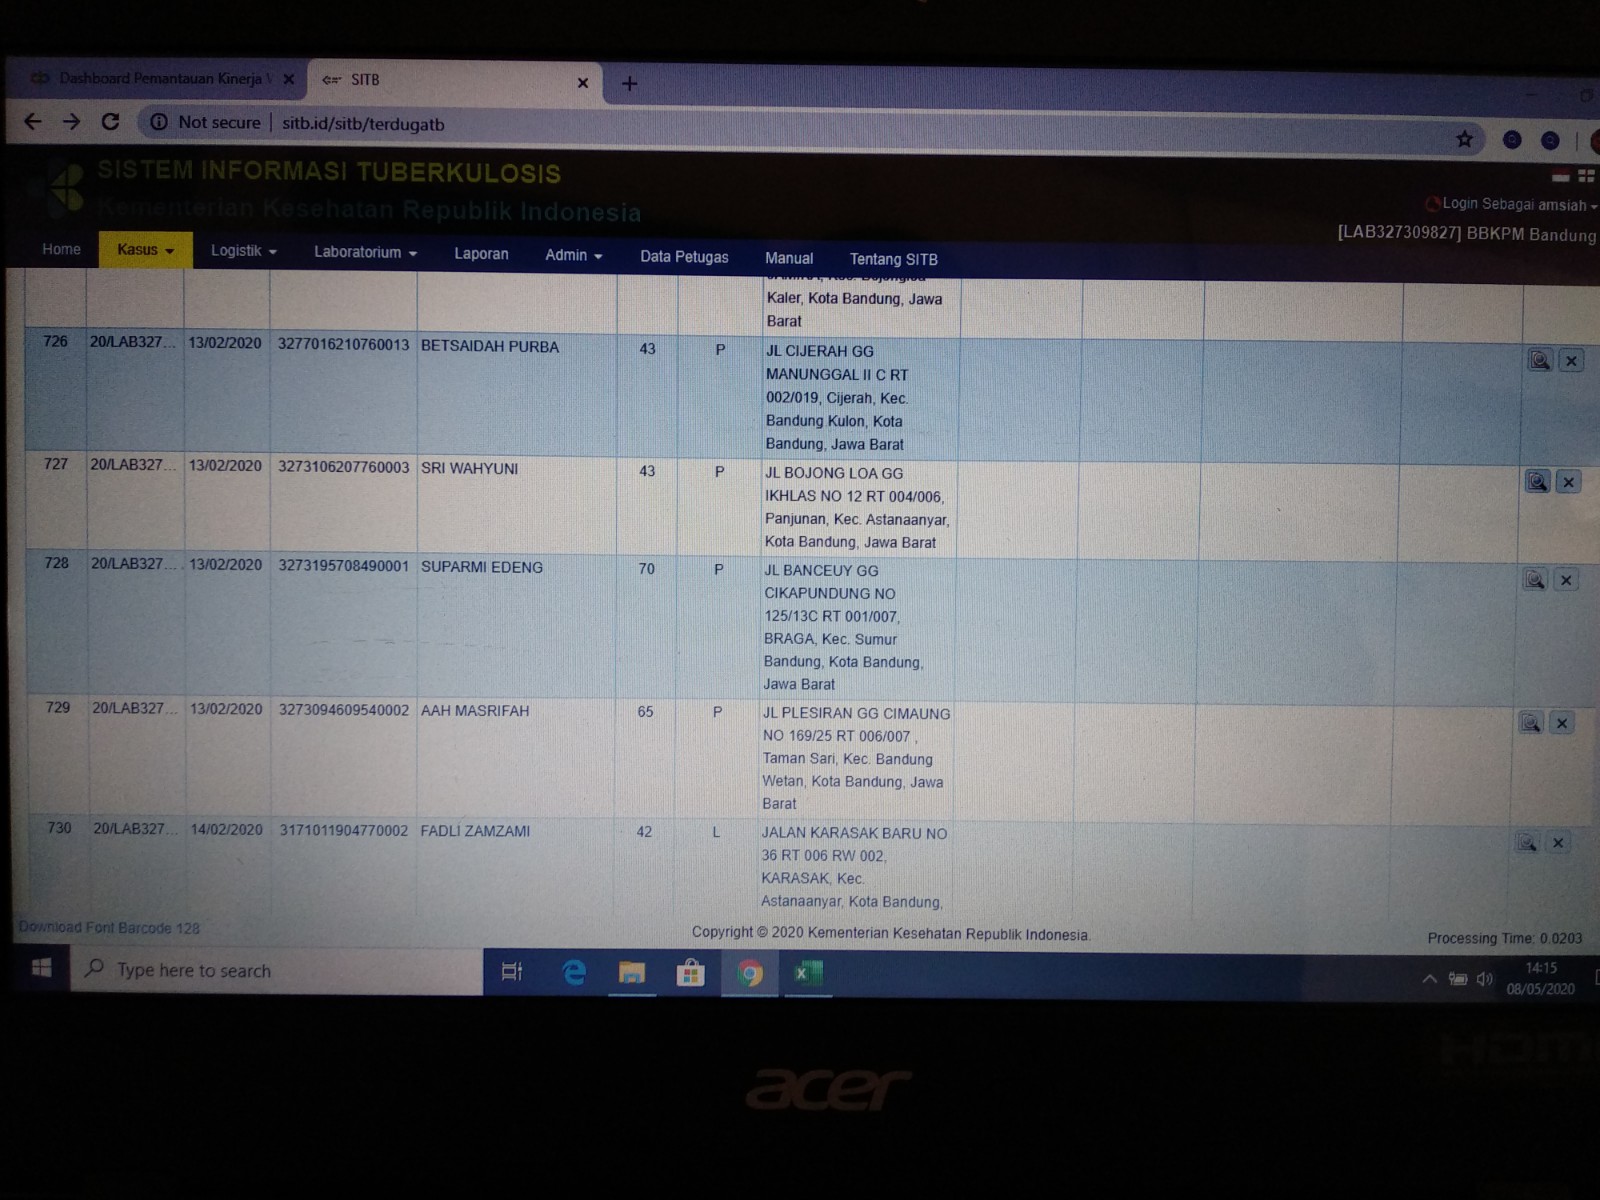 Dashboard Pemantauan Kinerja
SITB
Not secure | sitb.id/sitb/terdugatb
SISTEM INFORMASI TUBERKULOSIS
Kementerian Kesehatan Republik Indonesia
Login Sebagai amsiah
[LAB327309827] BBKPM Bandung
Home Kasus Logistik Laboratorium Laporan Admin Data Petugas Manual Tentang SITB
Kaler, Kota Bandung, Jawa
Barat
726 20/LAB327... 13/02/2020 3277016210760013 BETSAIDAH PURBA 43 P JL CIJERAH GG
MANUNGGAL II C RT
002/019, Cijerah, Kec.
Bandung Kulon, Kota
Bandung, Jawa Barat
727 20/LAB327... 13/02/2020 3273106207760003 SRI WAHYUNI 43 P JL BOJONG LOA GG
IKHLAS NO 12 RT 004/006,
Panjunan, Kec. Astanaanyar,
Kota Bandung, Jawa Barat
728 20/LAB327... 13/02/2020 3273195708490001 SUPARMI EDENG 70 P JL BANCEUY GG
CIKAPUNDUNG NO
125/13C RT 001/007,
BRAGA, Kec. Sumur
Bandung, Kota Bandung,
Jawa Barat
729 20/LAB327... 13/02/2020 3273094609540002 AAH MASRIFAH 65 P JL PLESIRAN GG CIMAUNG
NO 169/25 RT 006/007 ,
Taman Sari, Kec. Bandung
Wetan, Kota Bandung, Jawa
Barat
730 20/LAB327... 14/02/2020 3171011904770002 FADLI ZAMZAMI 42 L JALAN KARASAK BARU NO
36 RT 006 RW 002,
KARASAK, Kec.
Astanaanyar, Kota Bandung,
Download Font Barcode 128
Copyright © 2020 Kementerian Kesehatan Republik Indonesia.
Processing Time: 0.0203
Type here to search
14:15
08/05/2020
HDMI
acer